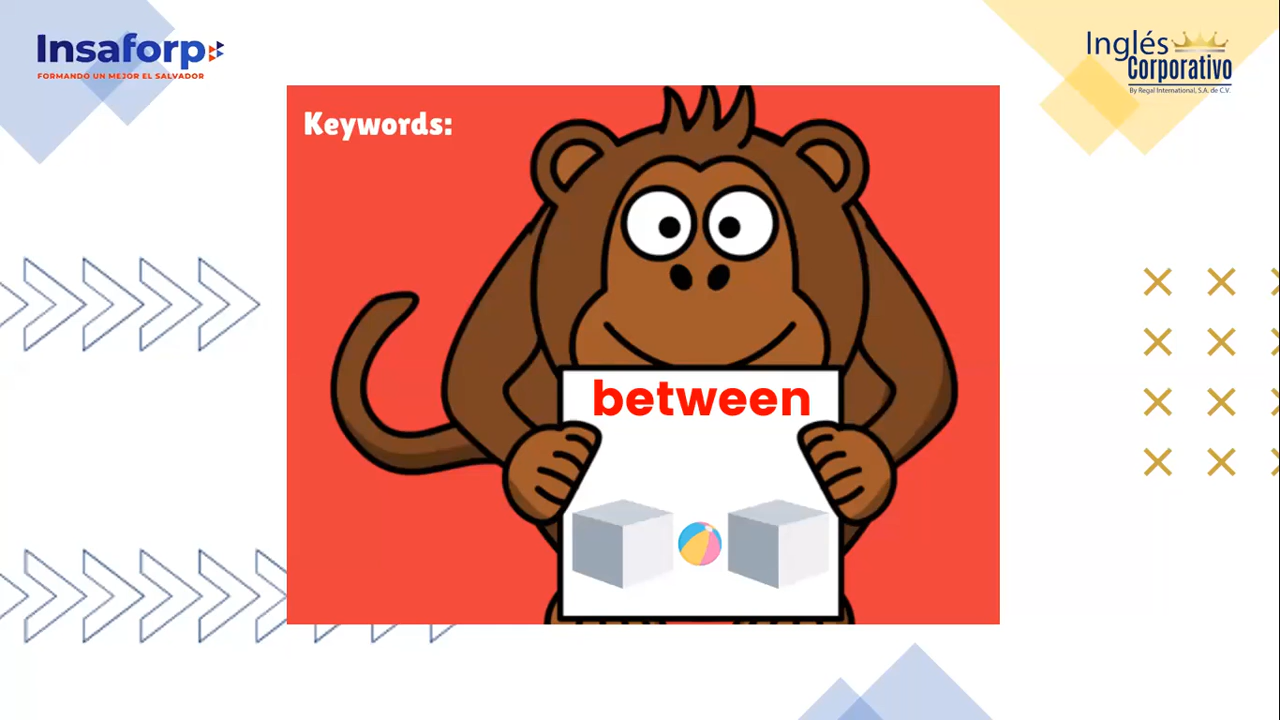 Insaforp
FORMANDO UN MEJOR EL SALVADOR
Inglés
Corporativo
By Regal International, S.A. de C.V.
Keywords:
between